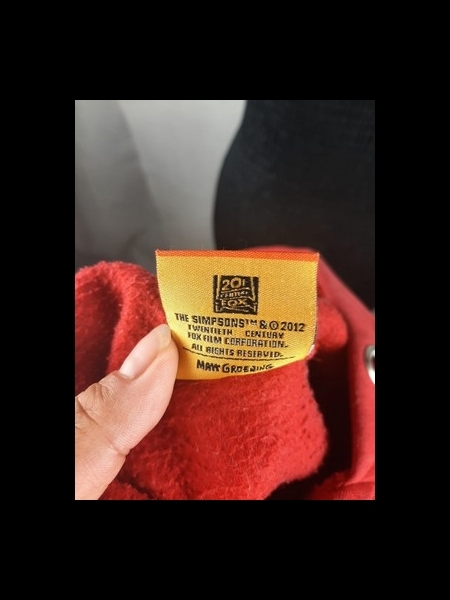 20th
CENTURY
FOX
THE SIMPSONS™ & © 2012
TWENTIETH CENTURY
FOX FILM CORPORATION.
ALL RIGHTS RESERVED.
MATT GROENING